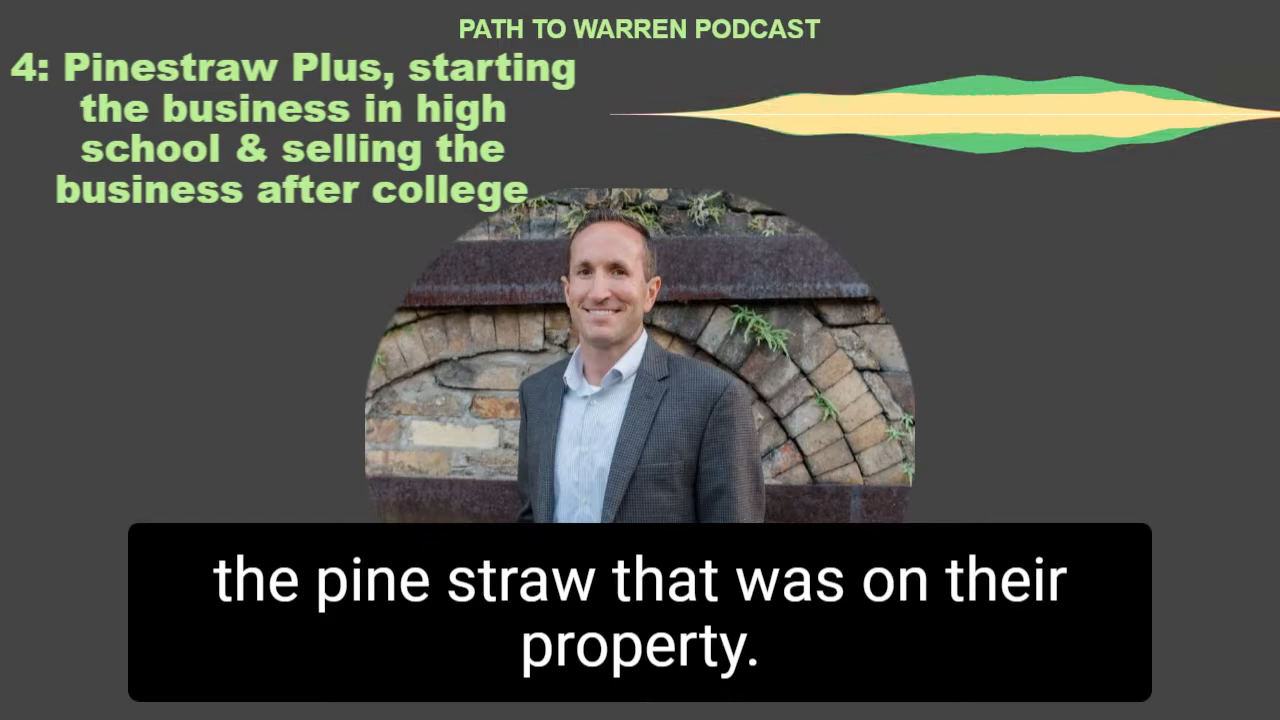 PATH TO WARREN PODCAST
4: Pinestraw Plus, starting
the business in high
school & selling the
business after college
the pine straw that was on their
property.